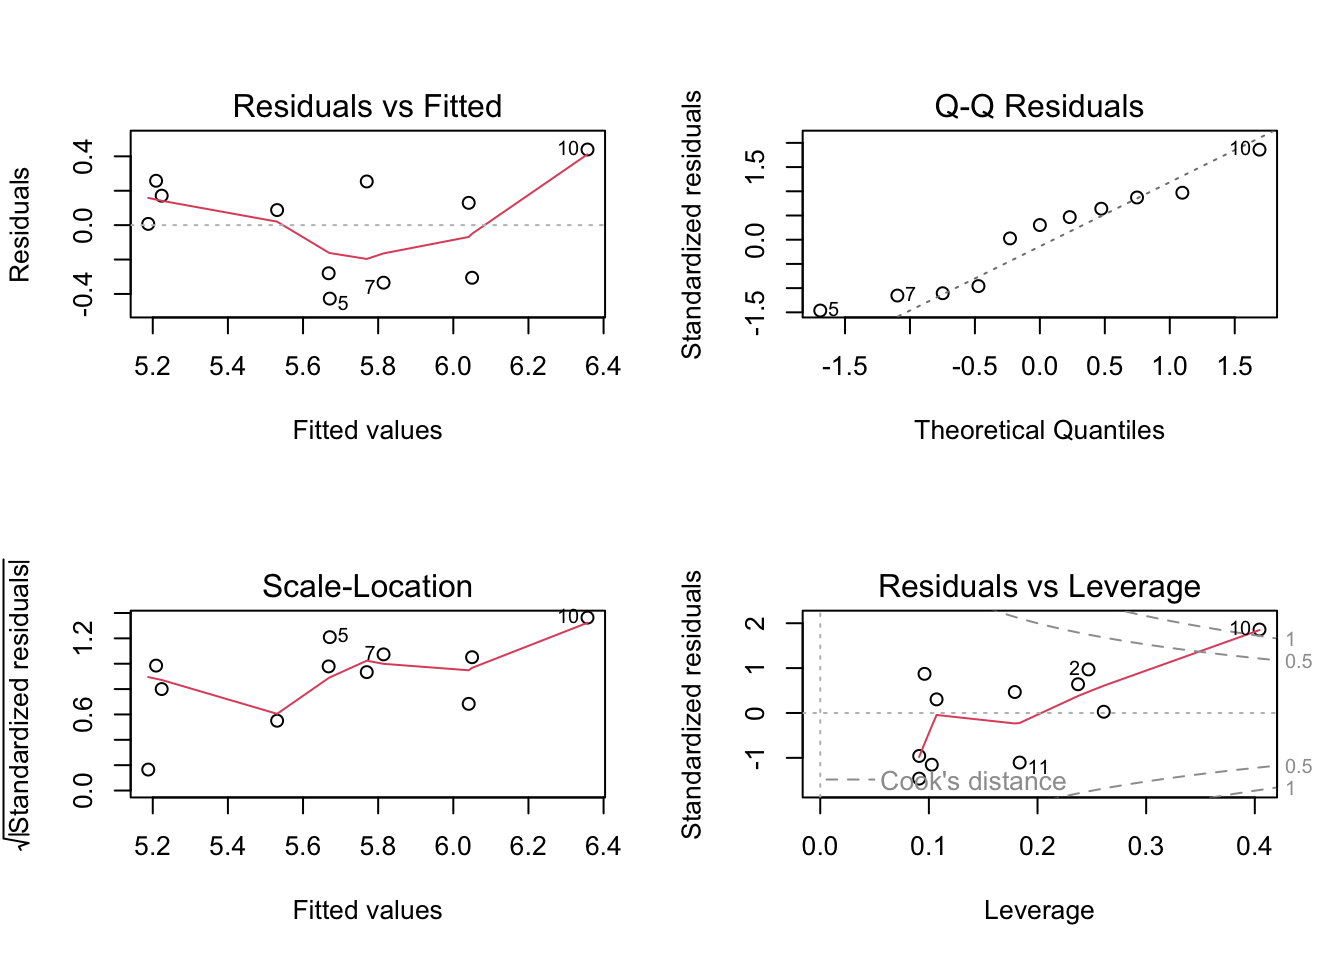 Residuals vs Fitted
Residuals
-0.4 0.0 0.4
10
7
5
5.2 5.4 5.6 5.8 6.0 6.2 6.4
Fitted values
Q-Q Residuals
Standardized residuals
-1.5 0.0 1.5
10
7
5
-1.5 -0.5 0.0 0.5 1.0 1.5
Theoretical Quantiles
Scale-Location
√|Standardized residuals|
0.0 0.6 1.2
10
5
7
5.2 5.4 5.6 5.8 6.0 6.2 6.4
Fitted values
Residuals vs Leverage
Standardized residuals
-1 0 1 2
10
1
0.5
2
11
0.5
Cook's distance
1
0.0 0.1 0.2 0.3 0.4
Leverage